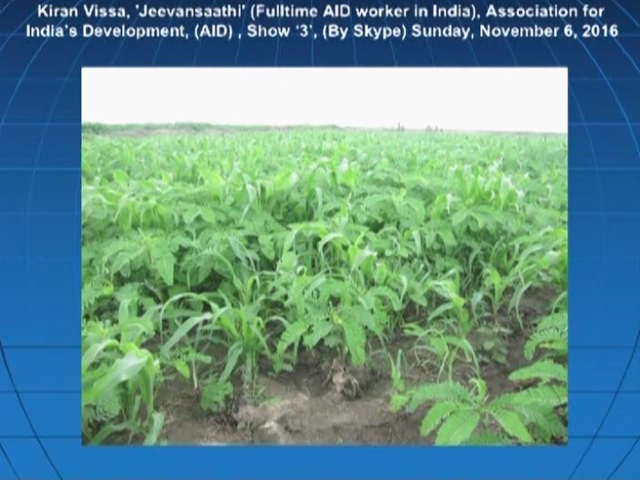 Kiran Vissa, 'Jeevansaathi' (Fulltime AID worker in India), Association for
India's Development, (AID) , Show ‘3’, (By Skype) Sunday, November 6, 2016